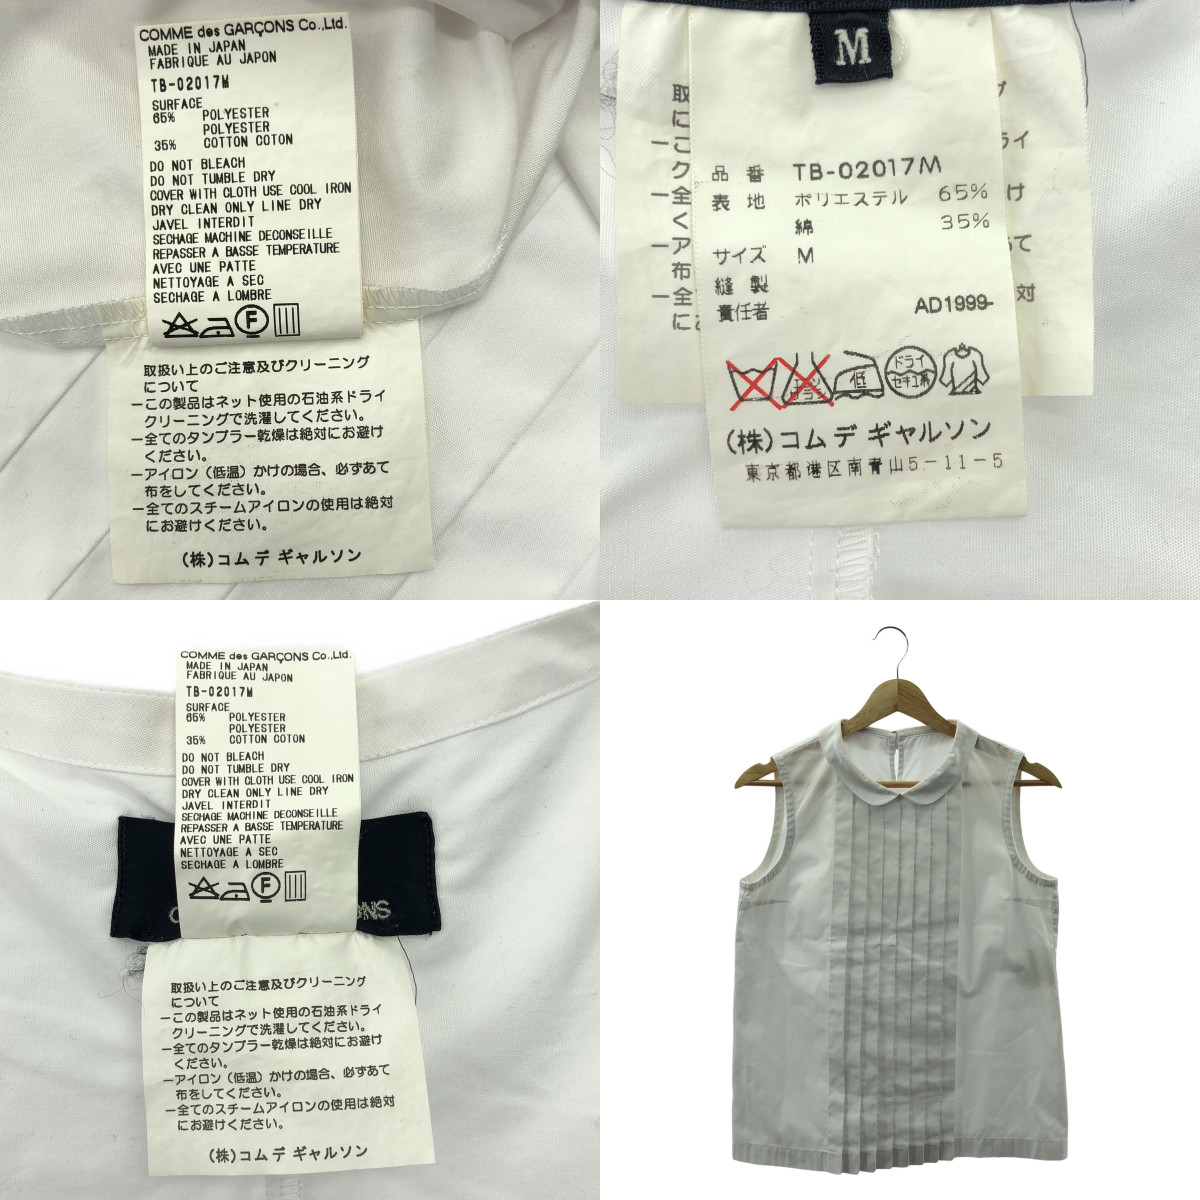 COMME des GARÇONS Co.,Ltd.
MADE IN JAPAN
FABRIQUE AU JAPON
TB-02017M
SURFACE
65% POLYESTER
POLYESTER
35% COTTON COTON
DO NOT BLEACH
DO NOT TUMBLE DRY
COVER WITH CLOTH USE COOL IRON
DRY CLEAN ONLY LINE DRY
JAVEL INTERDIT
SECHAGE MACHINE DECONSEILLE
REPASSER A BASSE TEMPERATURE
AVEC UNE PATTE
NETTOYAGE A SEC
SECHAGE A LOMBRE
F
取扱い上のご注意及びクリーニング
について
ーこの製品はネット使用の石油系ドライ
クリーニングで洗濯してください。
ー全てのタンブラー乾燥は絶対にお避け
ください。
ーアイロン（低温）かけの場合、必ずあて
布をしてください。
ー全てのスチームアイロンの使用は絶対
にお避けください。
(株)コム デ ギャルソン
M
品番 TB-02017M
表地 ポリエステル 65%
綿 35%
サイズ M
縫製
責任者 AD1999-
エンソ
サラシ
低
ドライ
セキユ系
(株)コム デ ギャルソン
東京都港区南青山5-11-5
COMME des GARÇONS Co.,Ltd.
MADE IN JAPAN
FABRIQUE AU JAPON
TB-02017M
SURFACE
65% POLYESTER
POLYESTER
35% COTTON COTON
DO NOT BLEACH
DO NOT TUMBLE DRY
COVER WITH CLOTH USE COOL IRON
DRY CLEAN ONLY LINE DRY
JAVEL INTERDIT
SECHAGE MACHINE DECONSEILLE
REPASSER A BASSE TEMPERATURE
AVEC UNE PATTE
NETTOYAGE A SEC
SECHAGE A LOMBRE
F
取扱い上のご注意及びクリーニング
について
ーこの製品はネット使用の石油系ドライ
クリーニングで洗濯してください。
ー全てのタンブラー乾燥は絶対にお避け
ください。
ーアイロン（低温）かけの場合、必ずあて
布をしてください。
ー全てのスチームアイロンの使用は絶対
にお避けください。
(株)コム デ ギャルソン